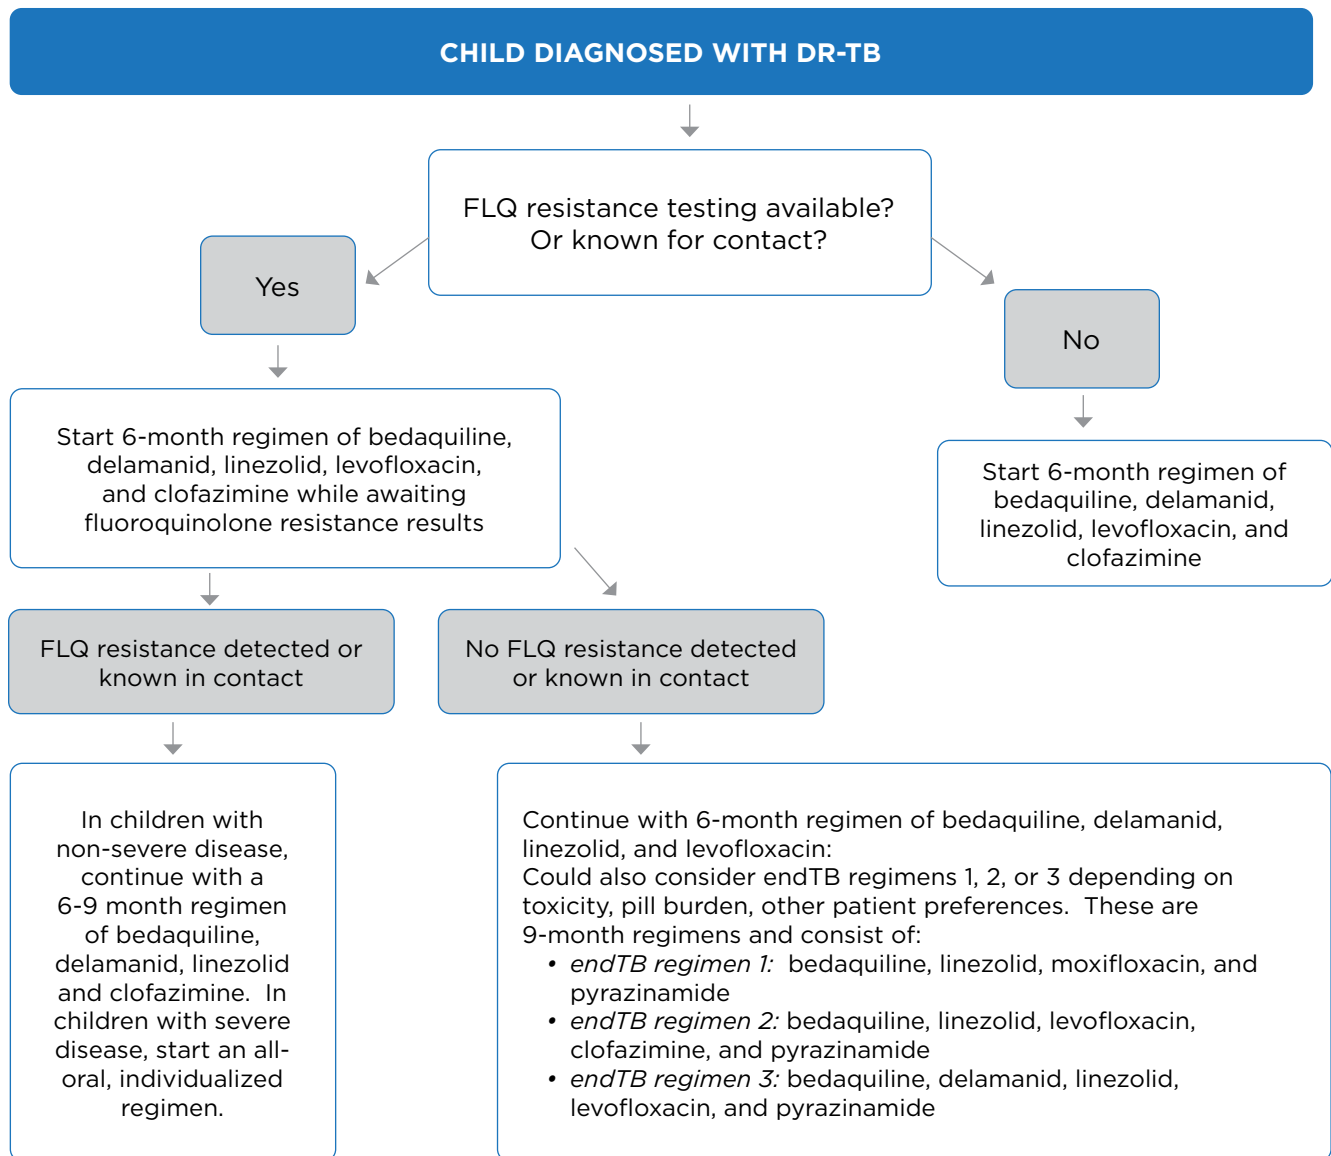 CHILD DIAGNOSED WITH DR-TB
FLQ resistance testing available?
Or known for contact?
Yes
No
Start 6-month regimen of bedaquiline,
delamanid, linezolid, levofloxacin,
and clofazimine while awaiting
fluoroquinolone resistance results
Start 6-month regimen of
bedaquiline, delamanid,
linezolid, levofloxacin, and
clofazimine
FLQ resistance detected or
known in contact
No FLQ resistance detected
or known in contact
In children with
non-severe disease,
continue with a
6-9 month regimen
of bedaquiline,
delamanid, linezolid
and clofazimine. In
children with severe
disease, start an all-
oral, individualized
regimen.
Continue with 6-month regimen of bedaquiline, delamanid,
linezolid, and levofloxacin:
Could also consider endTB regimens 1, 2, or 3 depending on
toxicity, pill burden, other patient preferences. These are
9-month regimens and consist of:
• endTB regimen 1: bedaquiline, linezolid, moxifloxacin, and
pyrazinamide
• endTB regimen 2: bedaquiline, linezolid, levofloxacin,
clofazimine, and pyrazinamide
• endTB regimen 3: bedaquiline, delamanid, linezolid,
levofloxacin, and pyrazinamide